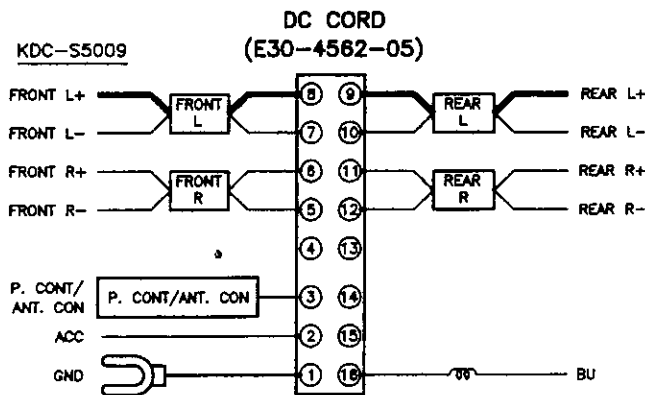 DC CORD
(E30-4562-05)
KDC-S5009
FRONT L+ FRONT L 8 9 REAR L REAR L+
FRONT L- 7 10 REAR L-
FRONT R+ FRONT R 6 11 REAR R REAR R+
FRONT R- 5 12 REAR R-
4 13
P. CONT/ ANT. CON P. CONT/ANT. CON 3 14
ACC 2 15
GND 1 16 BU